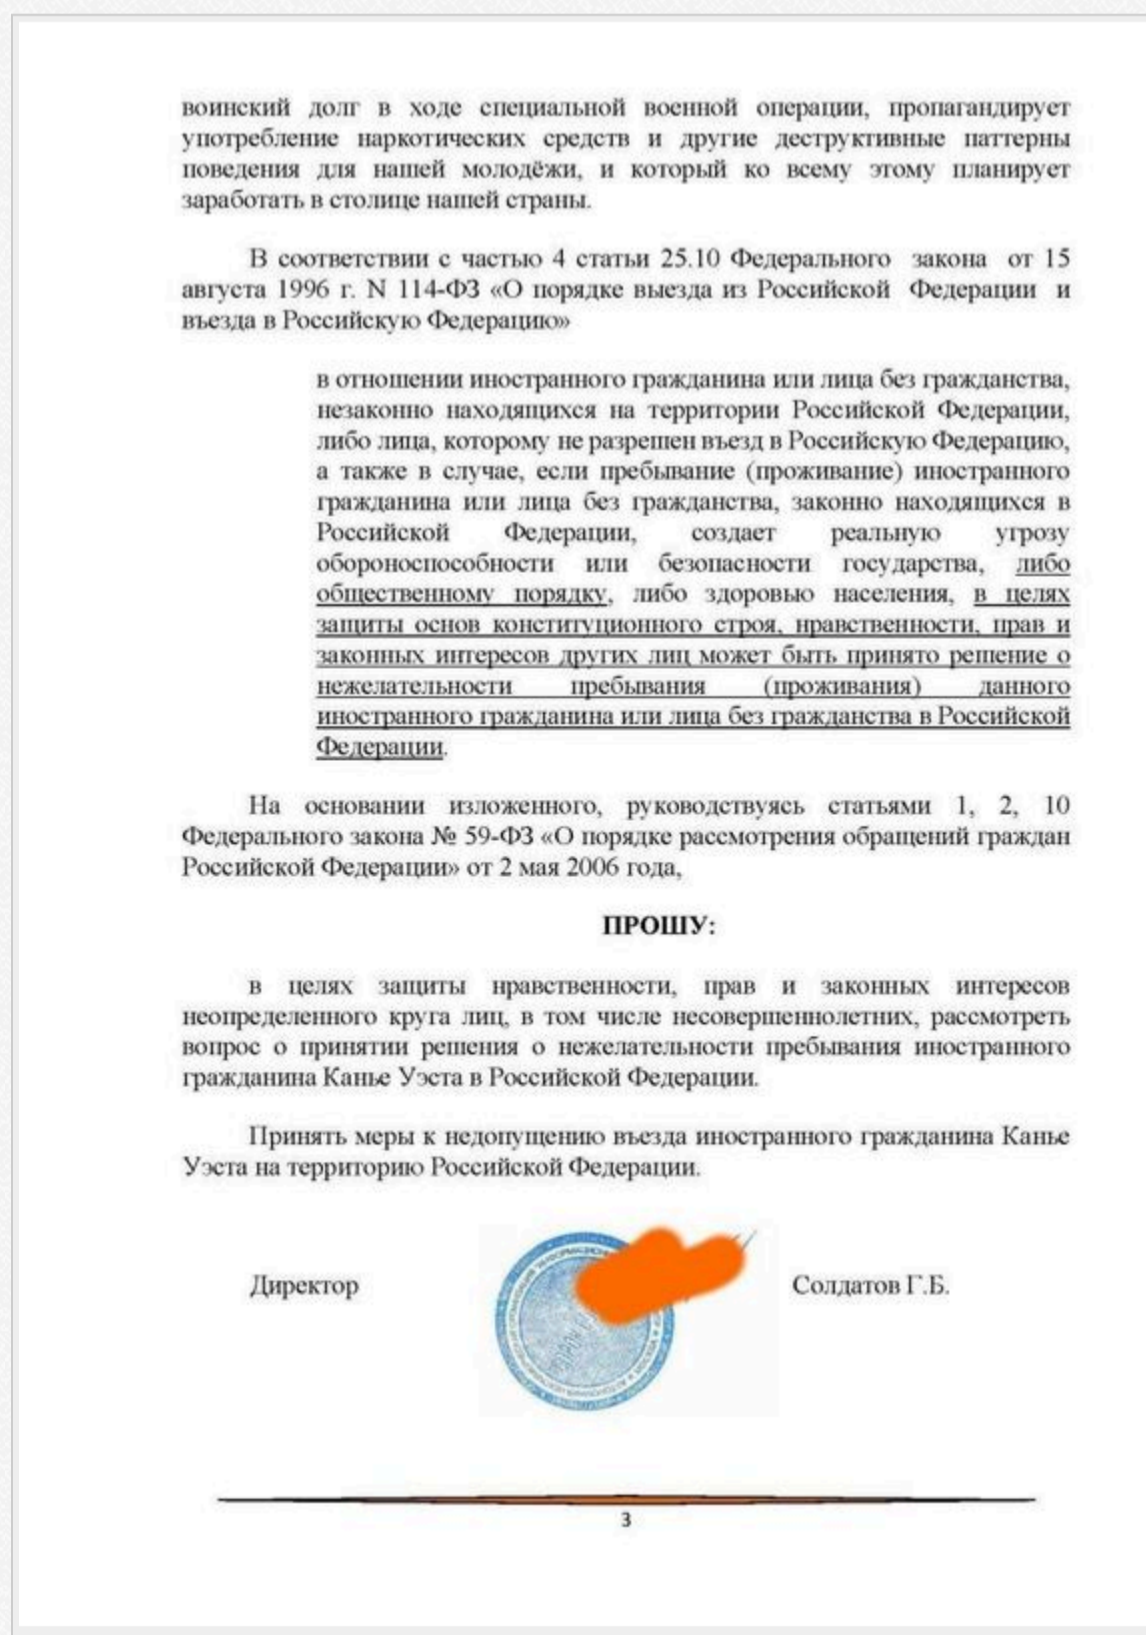 воинский долг в ходе специальной военной операции, пропагандирует
употребление наркотических средств и другие деструктивные паттерны
поведения для нашей молодёжи, и который ко всему этому планирует
заработать в столице нашей страны.
В соответствии с частью 4 статьи 25.10 Федерального закона от 15
августа 1996 г. N 114-ФЗ «О порядке выезда из Российской Федерации и
въезда в Российскую Федерацию»
в отношении иностранного гражданина или лица без гражданства,
незаконно находящихся на территории Российской Федерации,
либо лица, которому не разрешен въезд в Российскую Федерацию,
а также в случае, если пребывание (проживание) иностранного
гражданина или лица без гражданства, законно находящихся в
Российской Федерации, создает реальную угрозу
обороноспособности или безопасности государства, либо
общественному порядку, либо здоровью населения, в целях
защиты основ конституционного строя, нравственности, прав и
законных интересов других лиц может быть принято решение о
нежелательности пребывания (проживания) данного
иностранного гражданина или лица без гражданства в Российской
Федерации.
На основании изложенного, руководствуясь статьями 1, 2, 10
Федерального закона № 59-ФЗ «О порядке рассмотрения обращений граждан
Российской Федерации» от 2 мая 2006 года,
ПРОШУ:
в целях защиты нравственности, прав и законных интересов
неопределенного круга лиц, в том числе несовершеннолетних, рассмотреть
вопрос о принятии решения о нежелательности пребывания иностранного
гражданина Канье Уэста в Российской Федерации.
Принять меры к недопущению въезда иностранного гражданина Канье
Уэста на территорию Российской Федерации.
Директор
Солдатов Г.Б.
3